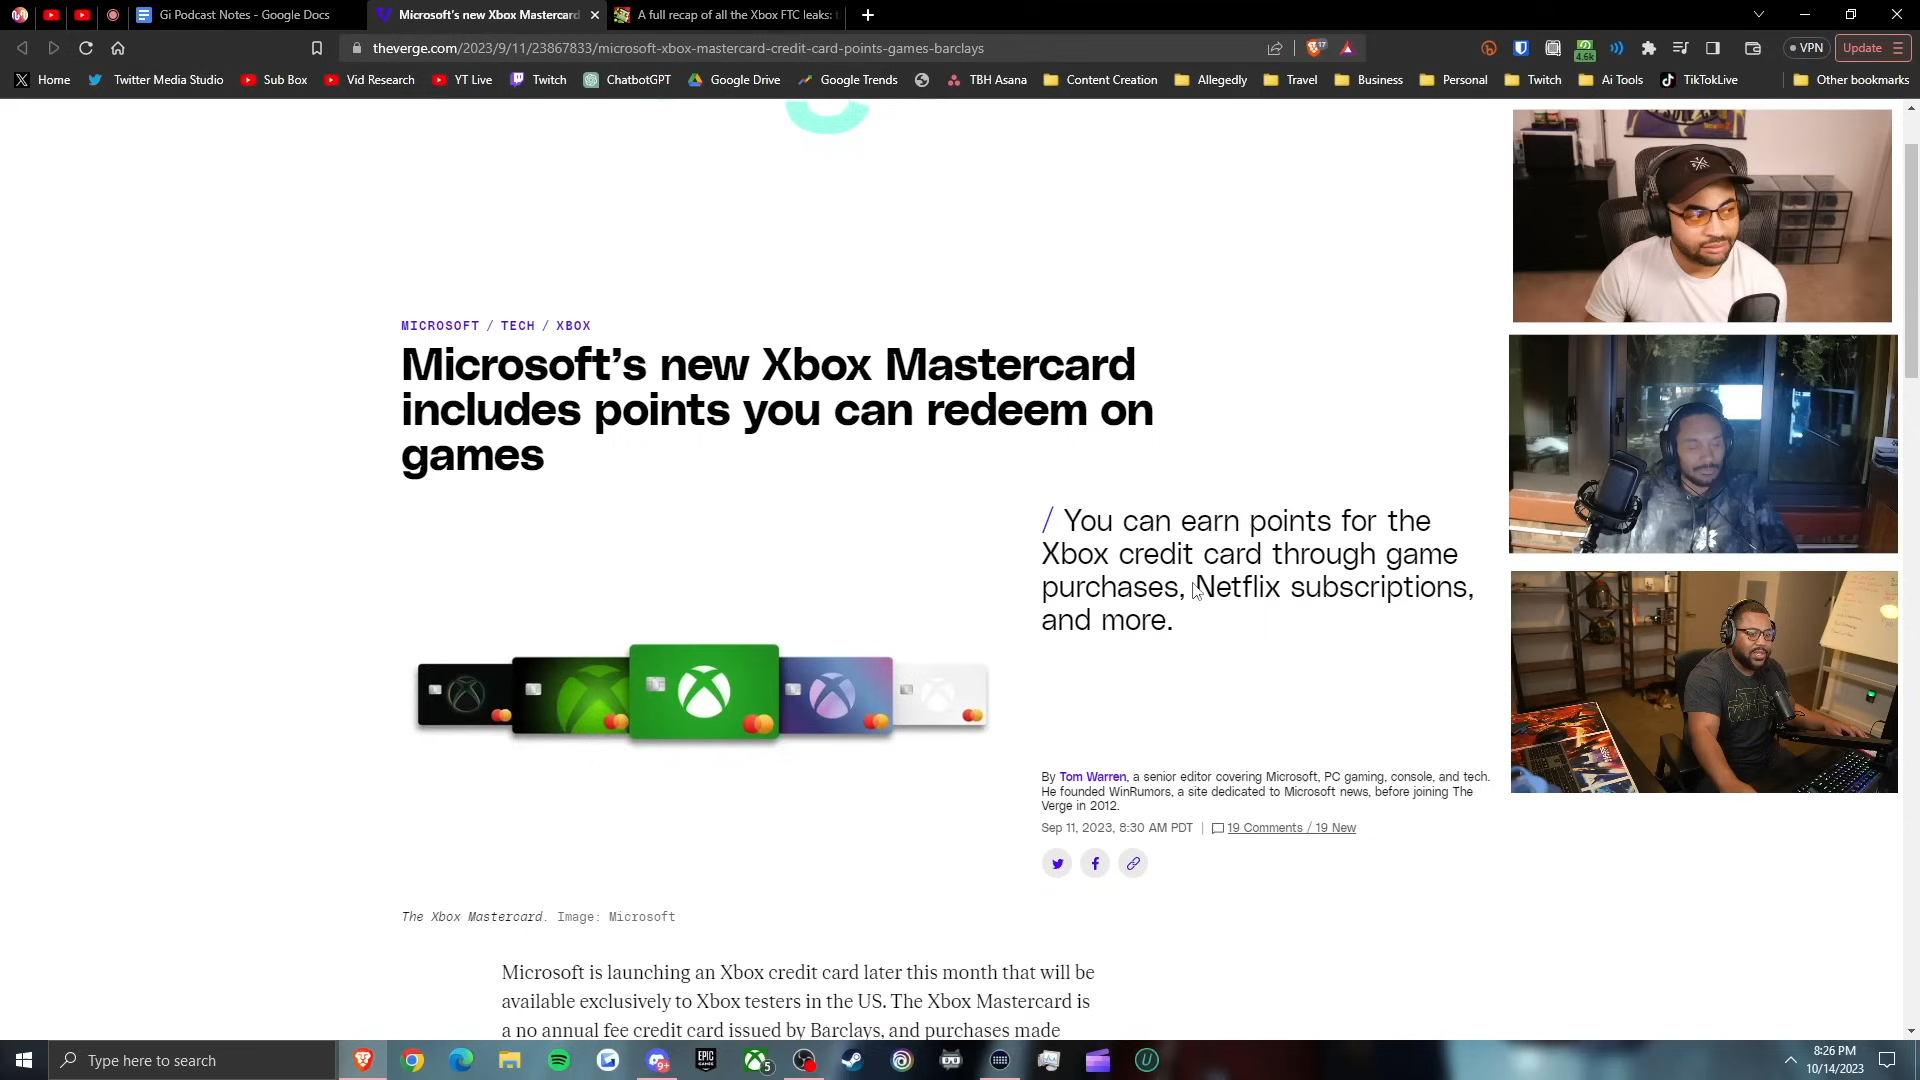 Gi Podcast Notes - Google Docs
Microsoft's new Xbox Mastercard
A full recap of all the Xbox FTC leaks:
theverge.com/2023/9/11/23867833/microsoft-xbox-mastercard-credit-card-points-games-barclays
17
4.6k
VPN
Update
Home
Twitter Media Studio
Sub Box
Vid Research
YT Live
Twitch
ChatbotGPT
Google Drive
Google Trends
TBH Asana
Content Creation
Allegedly
Travel
Business
Personal
Twitch
Ai Tools
TikTokLive
Other bookmarks
MICROSOFT / TECH / XBOX
Microsoft's new Xbox Mastercard
includes points you can redeem on
games
/ You can earn points for the
Xbox credit card through game
purchases, Netflix subscriptions,
and more.
By Tom Warren, a senior editor covering Microsoft, PC gaming, console, and tech.
He founded WinRumors, a site dedicated to Microsoft news, before joining The
Verge in 2012.
Sep 11, 2023, 8:30 AM PDT | 19 Comments / 19 New
The Xbox Mastercard. Image: Microsoft
Microsoft is launching an Xbox credit card later this month that will be
available exclusively to Xbox testers in the US. The Xbox Mastercard is
a no annual fee credit card issued by Barclays, and purchases made
Type here to search
9+
EPIC
GAMES
5
8:26 PM
10/14/2023